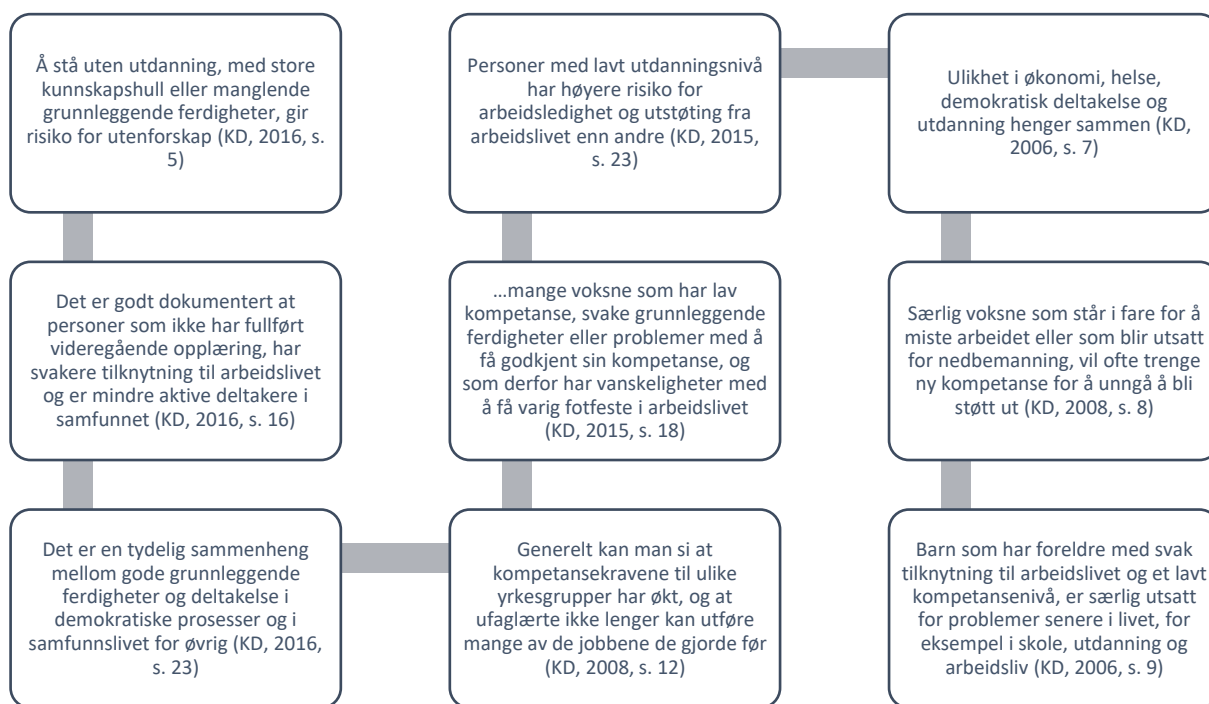 Å stå uten utdanning, med store
kunnskapshull eller manglende
grunnleggende ferdigheter, gir
risiko for utenforskap (KD, 2016, s.
5)
Det er godt dokumentert at
personer som ikke har fullført
videregående opplæring, har
svakere tilknytning til arbeidslivet
og er mindre aktive deltakere i
samfunnet (KD, 2016, s. 16)
Det er en tydelig sammenheng
mellom gode grunnleggende
ferdigheter og deltakelse i
demokratiske prosesser og i
samfunnslivet for øvrig (KD, 2016,
s. 23)
Generelt kan man si at
kompetansekravene til ulike
yrkesgrupper har økt, og at
ufaglærte ikke lenger kan utføre
mange av de jobbene de gjorde før
(KD, 2008, s. 12)
...mange voksne som har lav
kompetanse, svake grunnleggende
ferdigheter eller problemer med å
få godkjent sin kompetanse, og
som derfor har vanskeligheter med
å få varig fotfeste i arbeidslivet
(KD, 2015, s. 18)
Personer med lavt utdanningsnivå
har høyere risiko for
arbeidsledighet og utstøting fra
arbeidslivet enn andre (KD, 2015,
s. 23)
Ulikhet i økonomi, helse,
demokratisk deltakelse og
utdanning henger sammen (KD,
2006, s. 7)
Særlig voksne som står i fare for å
miste arbeidet eller som blir utsatt
for nedbemanning, vil ofte trenge
ny kompetanse for å unngå å bli
støtt ut (KD, 2008, s. 8)
Barn som har foreldre med svak
tilknytning til arbeidslivet og et lavt
kompetansenivå, er særlig utsatt
for problemer senere i livet, for
eksempel i skole, utdanning og
arbeidsliv (KD, 2006, s. 9)